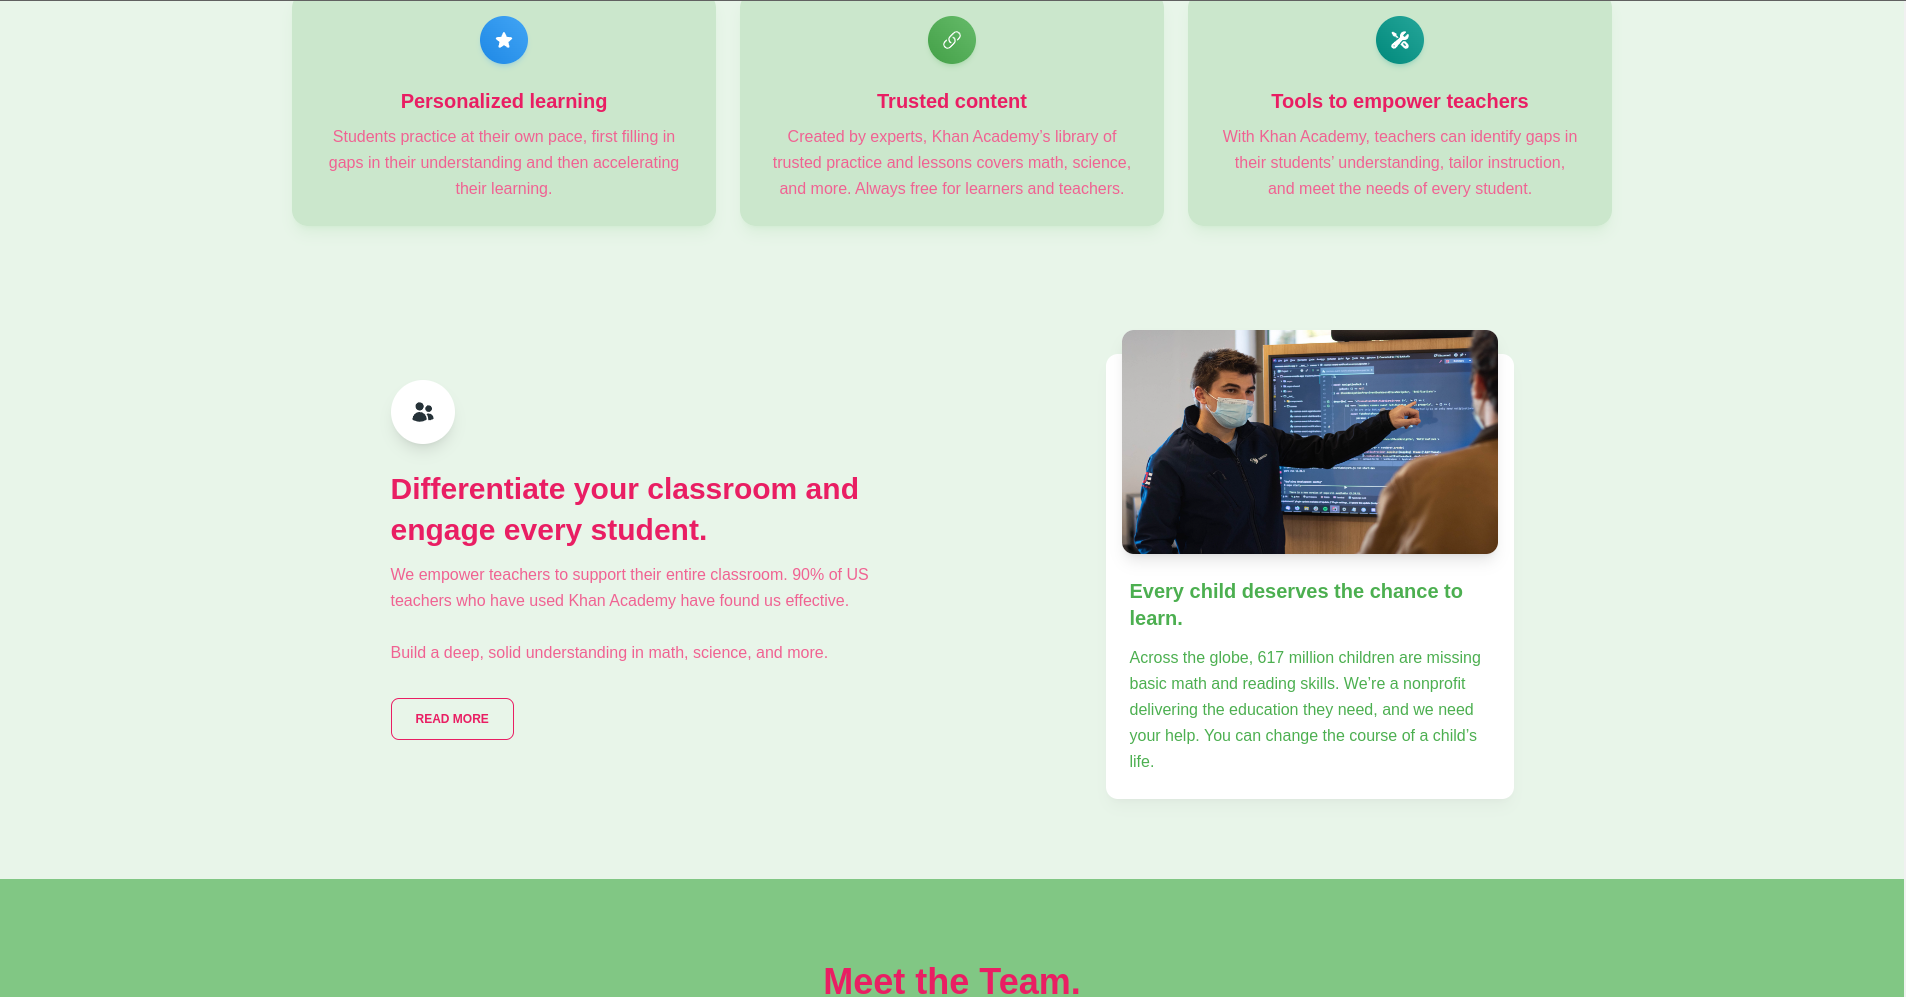 Personalized learning
Students practice at their own pace, first filling in
gaps in their understanding and then accelerating
their learning.
Trusted content
Created by experts, Khan Academy’s library of
trusted practice and lessons covers math, science,
and more. Always free for learners and teachers.
Tools to empower teachers
With Khan Academy, teachers can identify gaps in
their students’ understanding, tailor instruction,
and meet the needs of every student.
Differentiate your classroom and
engage every student.
We empower teachers to support their entire classroom. 90% of US
teachers who have used Khan Academy have found us effective.
Build a deep, solid understanding in math, science, and more.
READ MORE
Every child deserves the chance to
learn.
Across the globe, 617 million children are missing
basic math and reading skills. We’re a nonprofit
delivering the education they need, and we need
your help. You can change the course of a child’s
life.
Meet the Team.